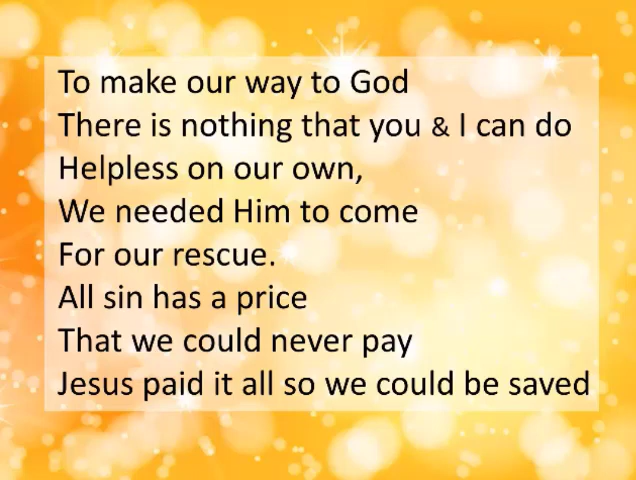 To make our way to God
There is nothing that you & I can do
Helpless on our own,
We needed Him to come
For our rescue.
All sin has a price
That we could never pay
Jesus paid it all so we could be saved